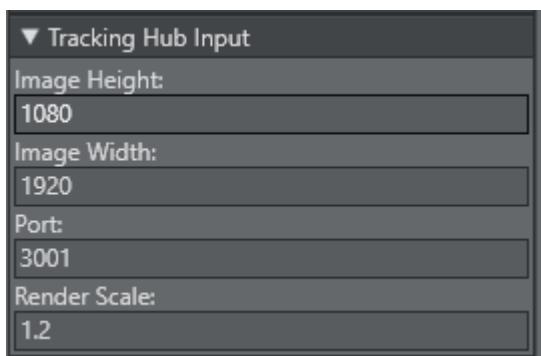 ▼ Tracking Hub Input
Image Height:
1080
Image Width:
1920
Port:
3001
Render Scale:
1.2